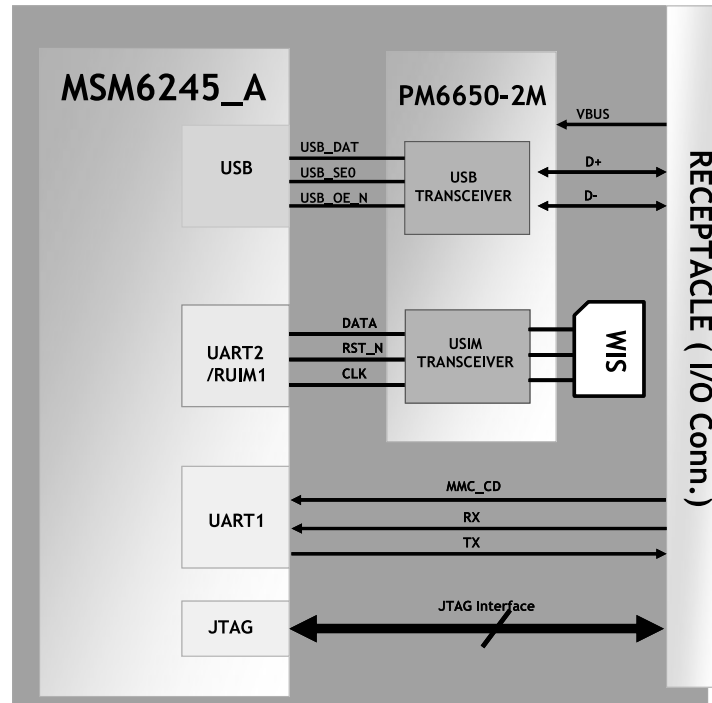 MSM6245_A
PM6650-2M
VBUS
USB
USB_DAT
USB_SE0
USB_OE_N
USB
TRANSCEIVER
D+
D-
UART2
/RUIM1
DATA
RST_N
CLK
USIM
TRANSCEIVER
SIM
RECEPTACLE ( I/O Conn.)
UART1
MMC_CD
RX
TX
JTAG
JTAG Interface